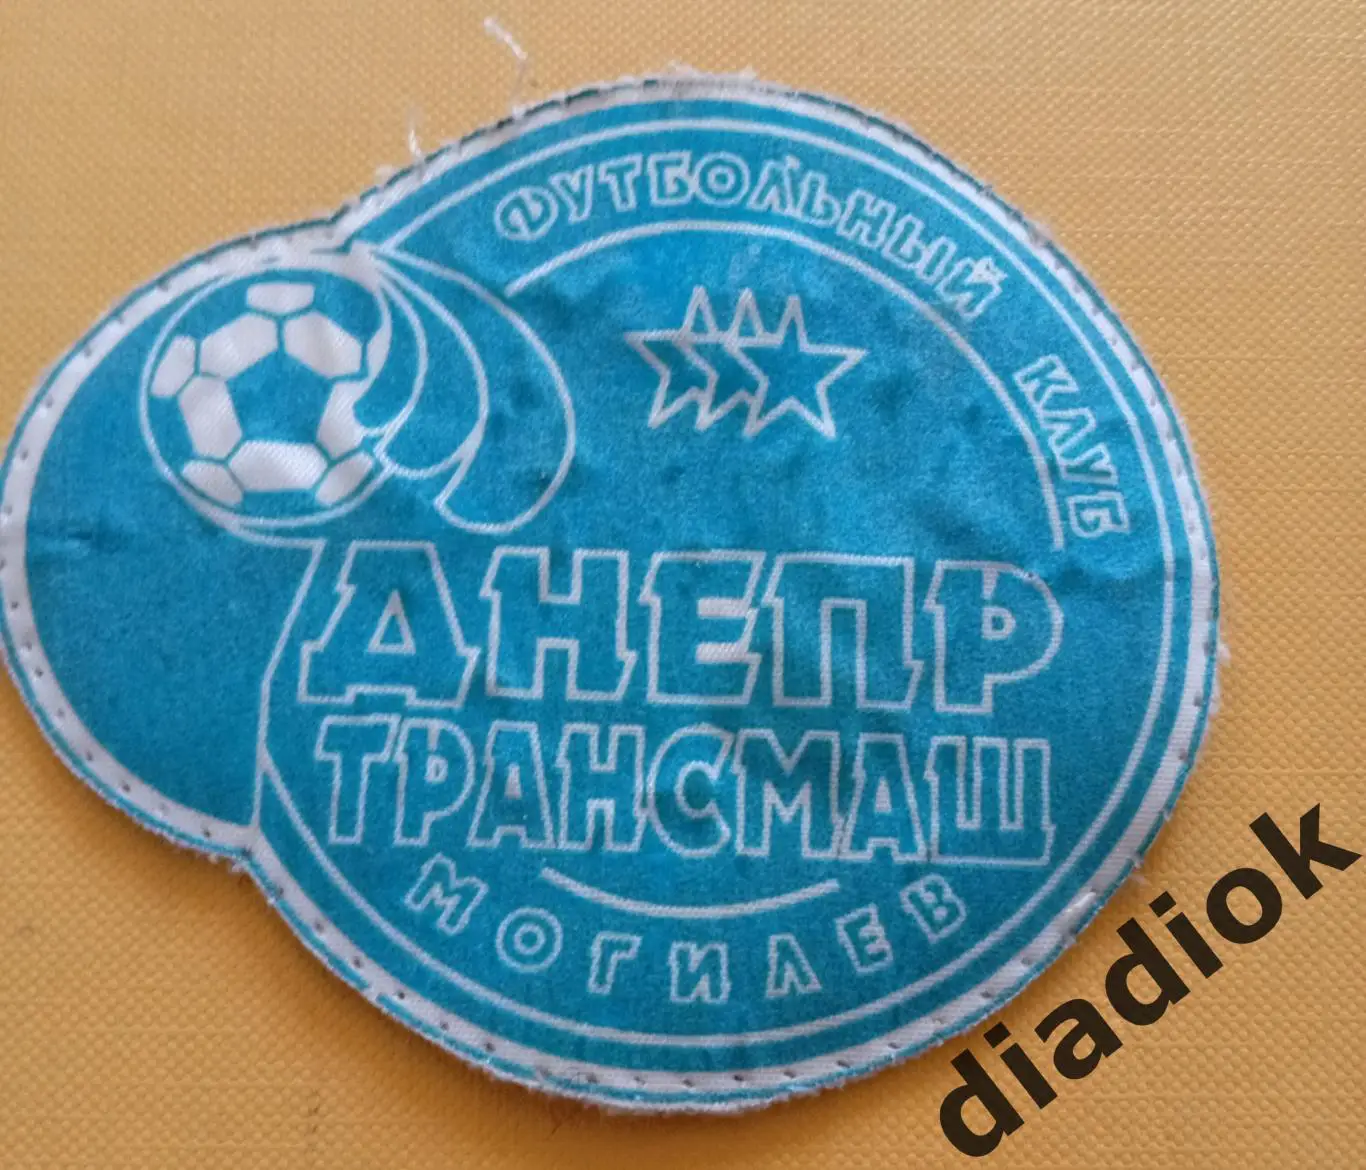 ФУТБОЛЬНЫЙ КЛУБ
ДНЕПР
ТРАНСМАШ
МОГИЛЕВ
diadiok